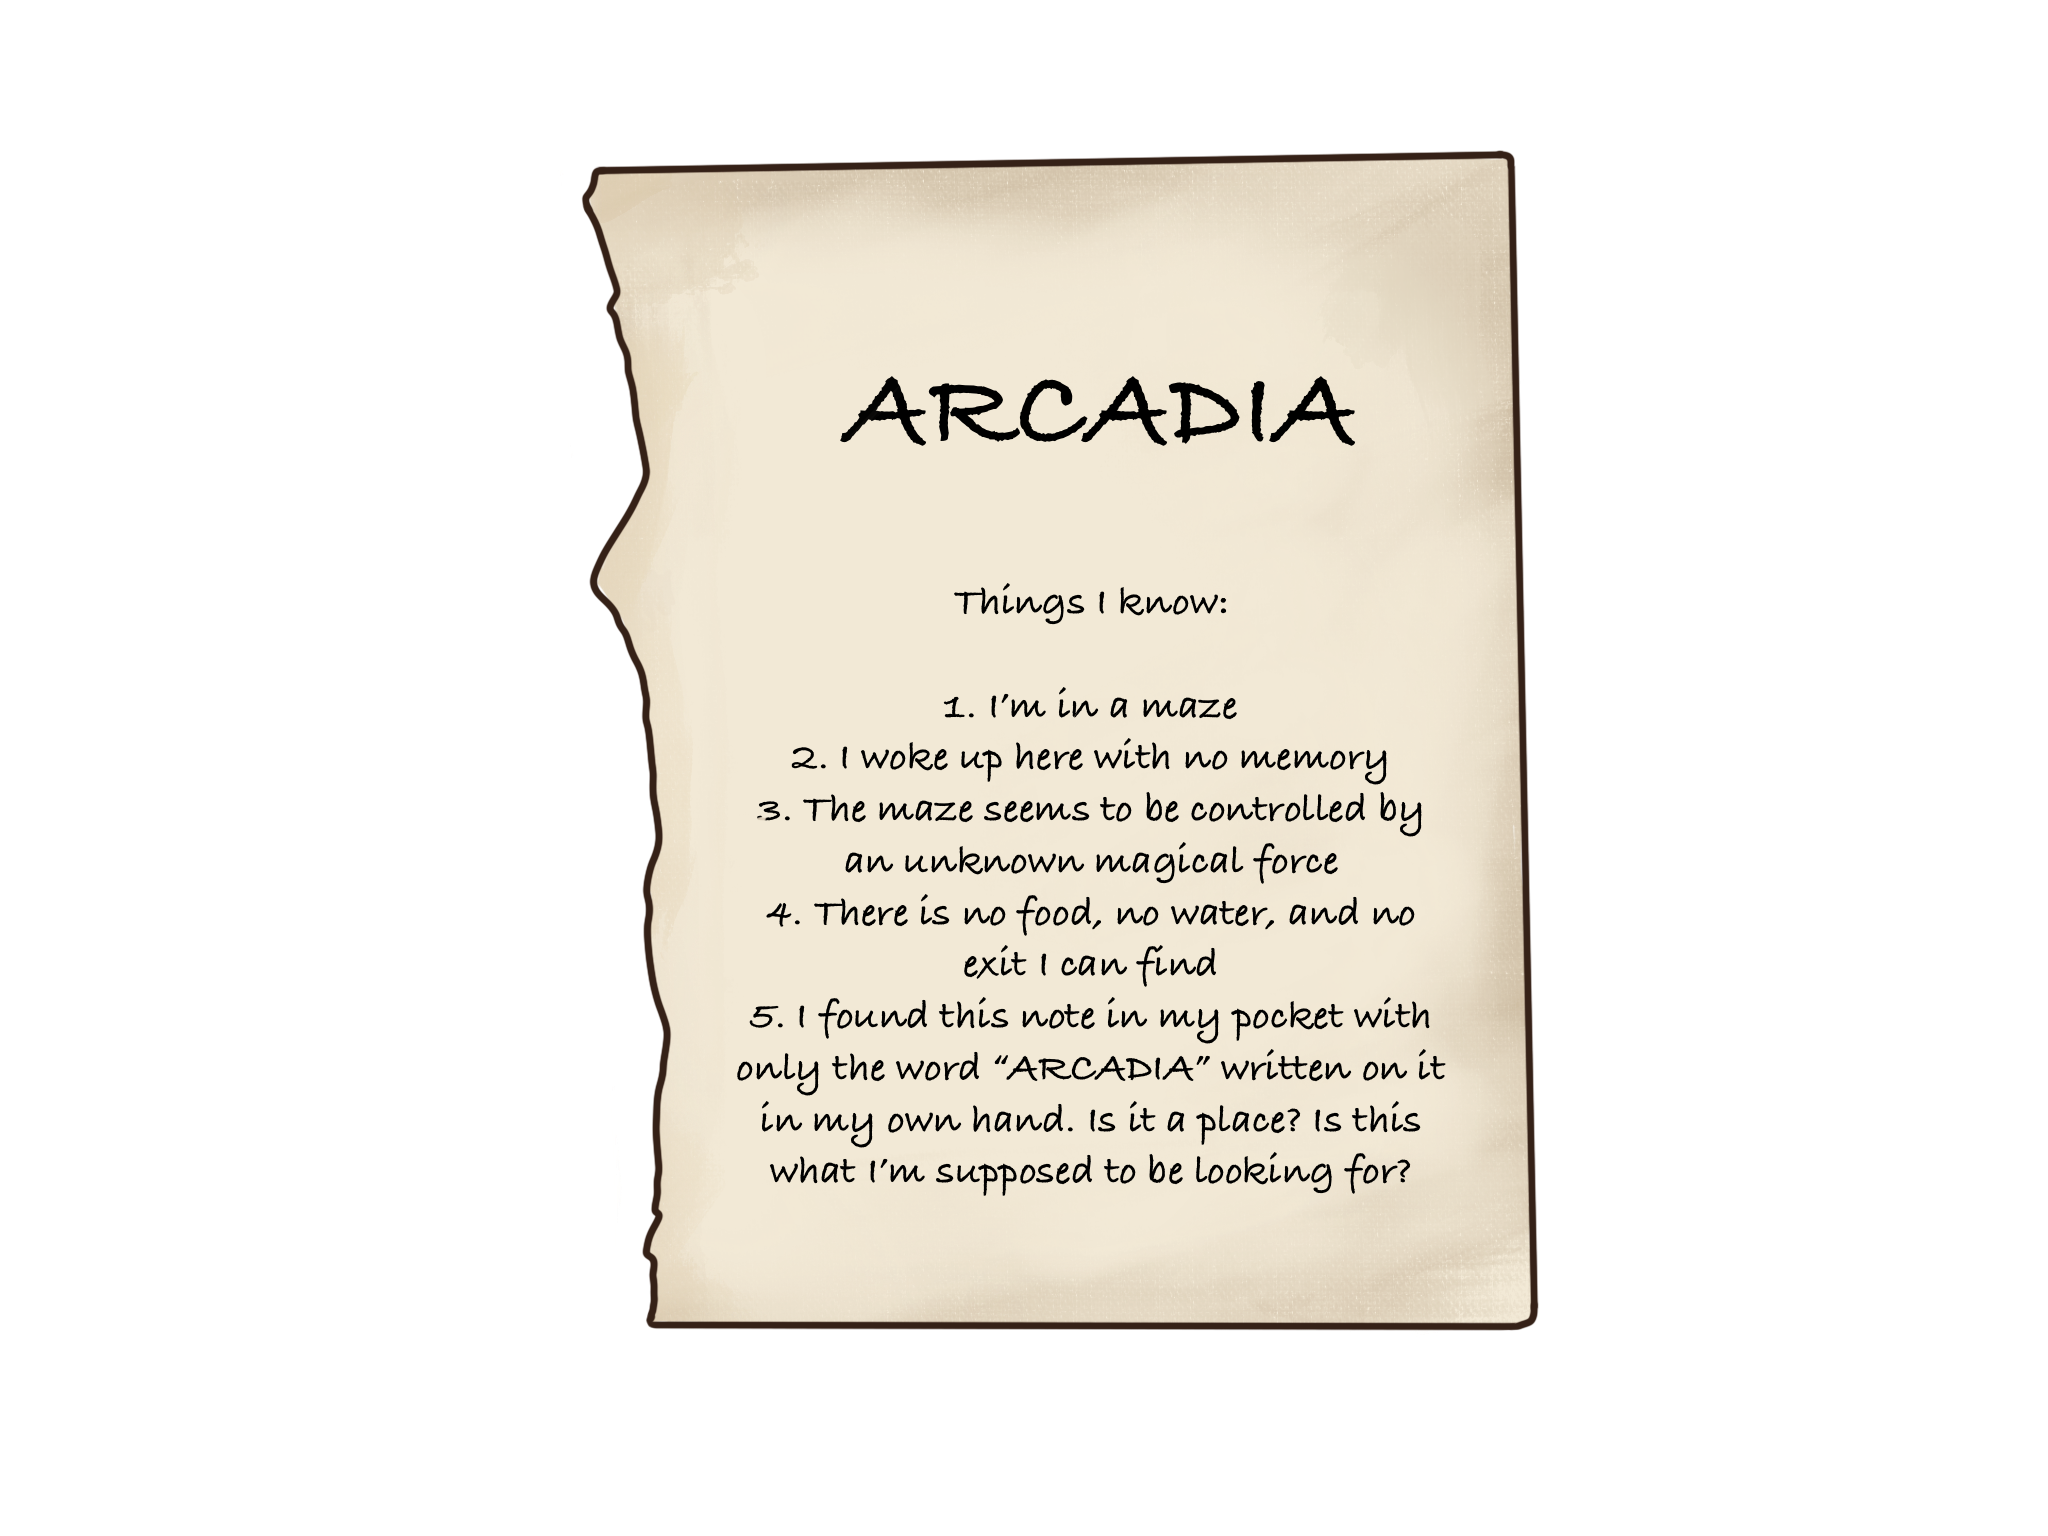 ARCADIA
Things I know:
1. I'm in a maze
2. I woke up here with no memory
3. The maze seems to be controlled by
an unknown magical force
4. There is no food, no water, and no
exit I can find
5. I found this note in my pocket with
only the word “ARCADIA” written on it
in my own hand. Is it a place? Is this
what I'm supposed to be looking for?